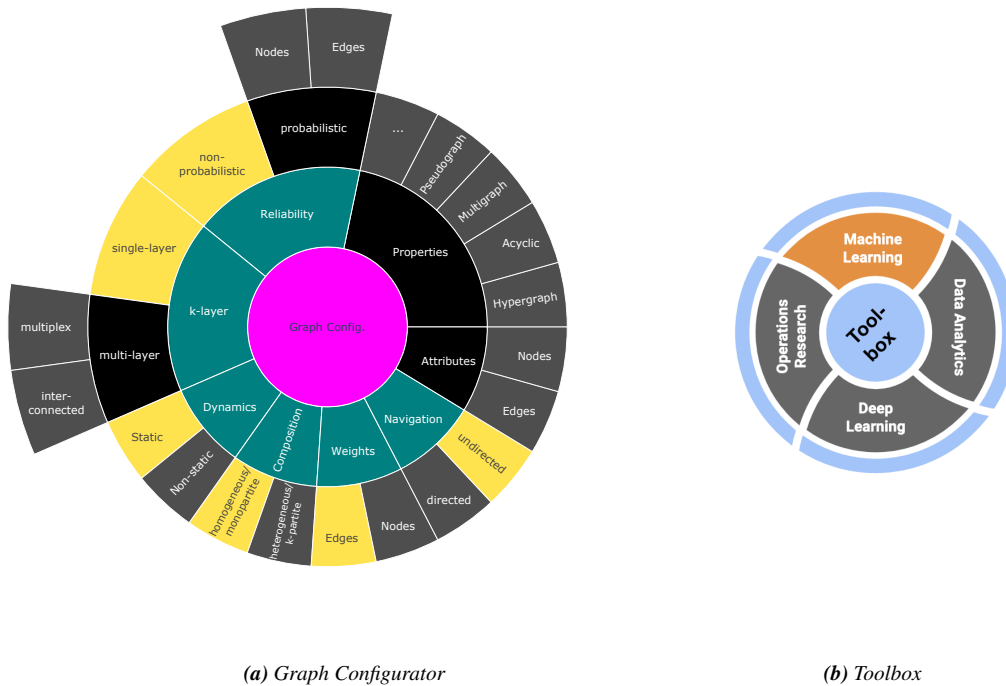 Nodes
Edges
probabilistic
...
Pseudograph
Multigraph
Acyclic
Hypergraph
non-
probabilistic
Reliability
Properties
single-layer
k-layer
Graph Config.
multiplex
multi-layer
inter-
connected
Attributes
Nodes
Edges
Dynamics
Navigation
Composition
Weights
Static
Non-static
homogeneous/
monopartite
heterogeneous/
k-partite
Edges
Nodes
directed
undirected
Machine
Learning
Operations
Research
Tool-
box
Data Analytics
Deep
Learning
(a) Graph Configurator
(b) Toolbox